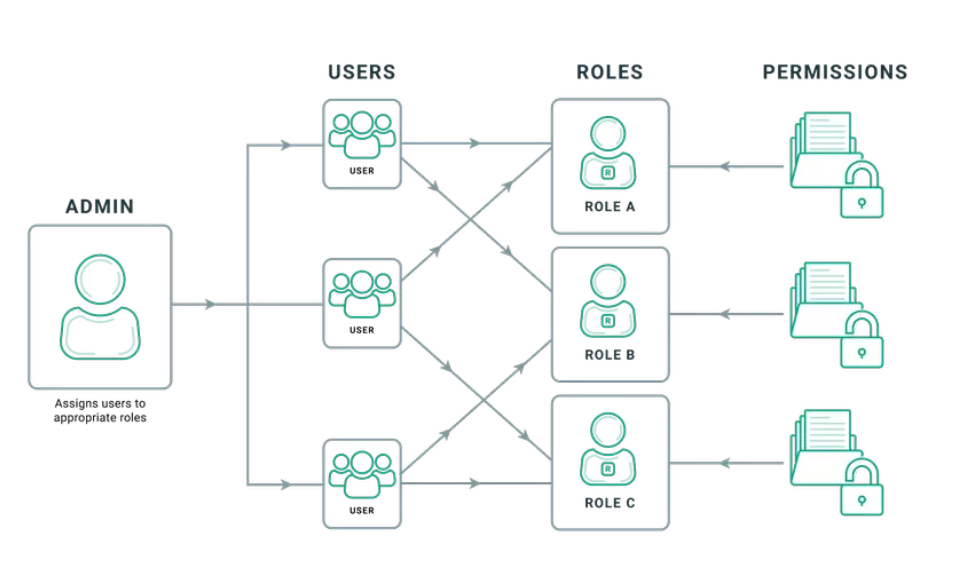 USERS
ROLES
PERMISSIONS
USER
R
ROLE A
ADMIN
USER
R
ROLE B
Assigns users to
appropriate roles
USER
R
ROLE C